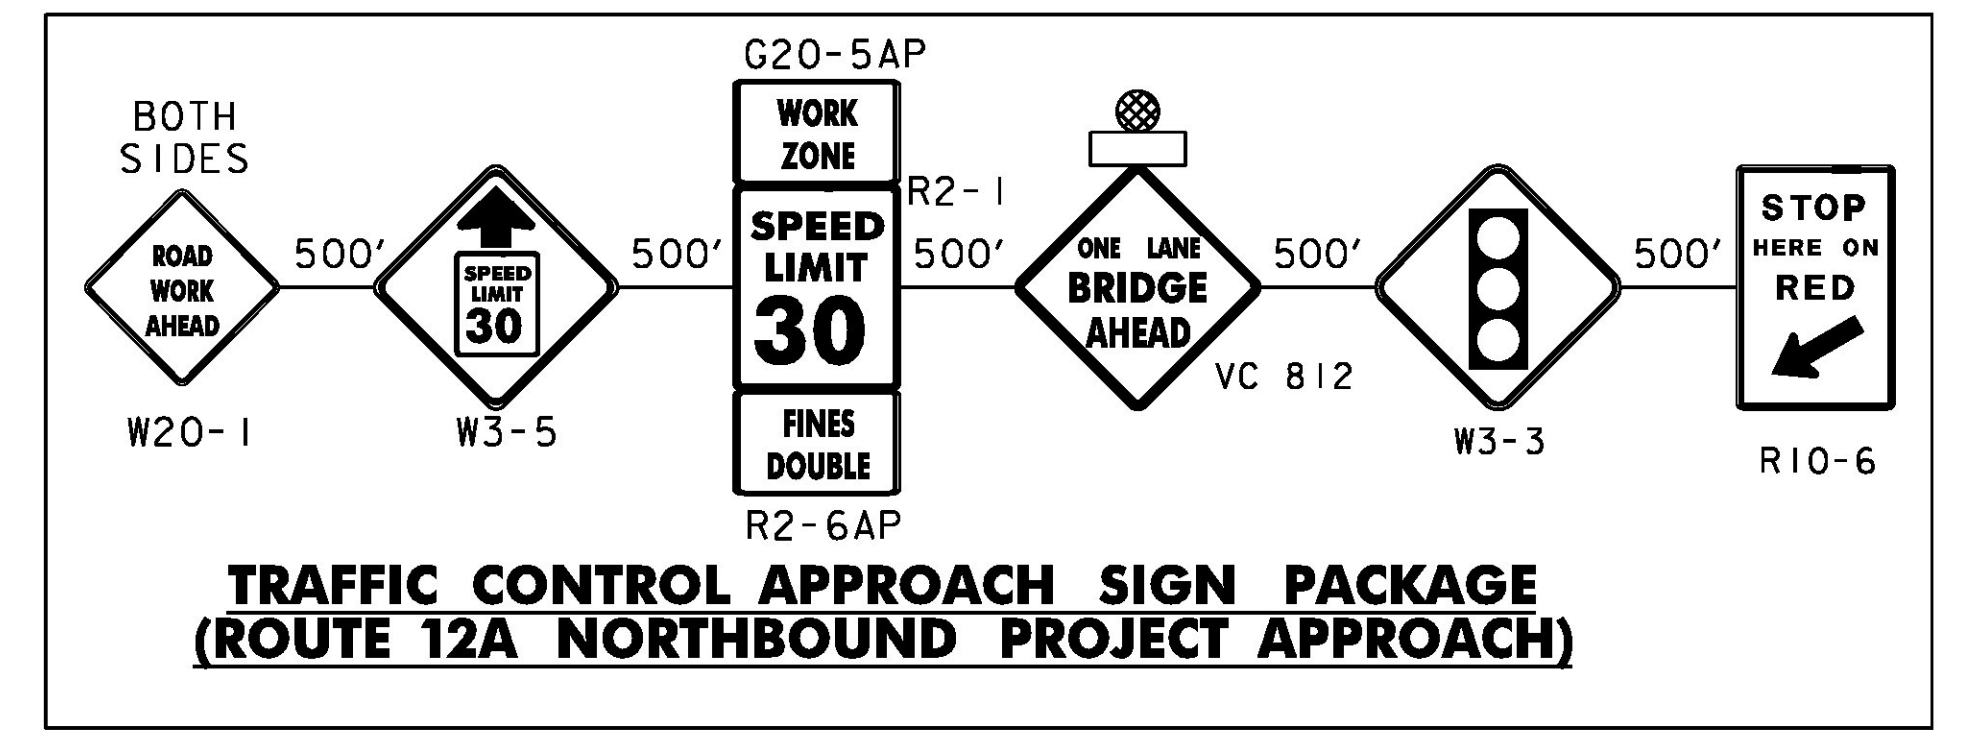 BOTH
SIDES
ROAD
WORK
AHEAD
W20-1
500'
SPEED
LIMIT
30
W3-5
500'
G20-5AP
WORK
ZONE
R2-1
SPEED
LIMIT
30
FINES
DOUBLE
R2-6AP
500'
ONE LANE
BRIDGE
AHEAD
VC 812
500'
W3-3
500'
STOP
HERE ON
RED
R10-6
TRAFFIC CONTROL APPROACH SIGN PACKAGE
(ROUTE 12A NORTHBOUND PROJECT APPROACH)